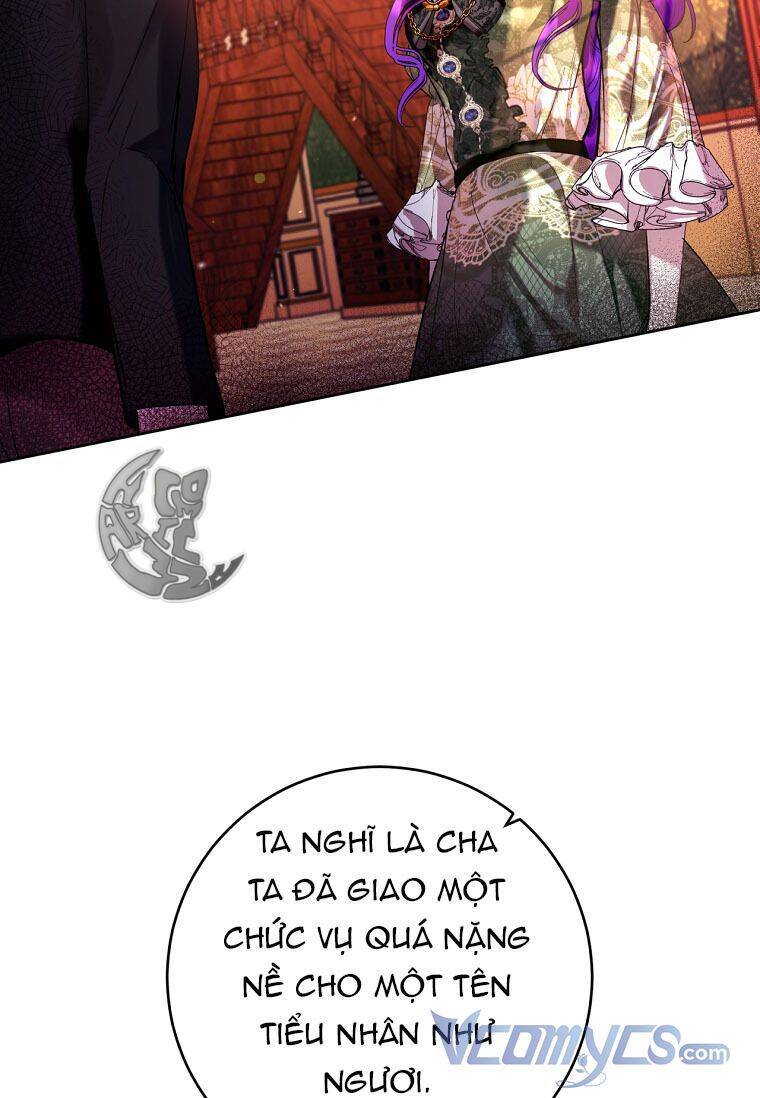 TA NGHĨ LÀ CHA
TA ĐÃ GIAO MỘT
CHỨC VỤ QUÁ NẶNG
NỀ CHO MỘT TÊN
TIỂU NHÂN NHƯ
NGƯƠI.
VCOMYCS.com